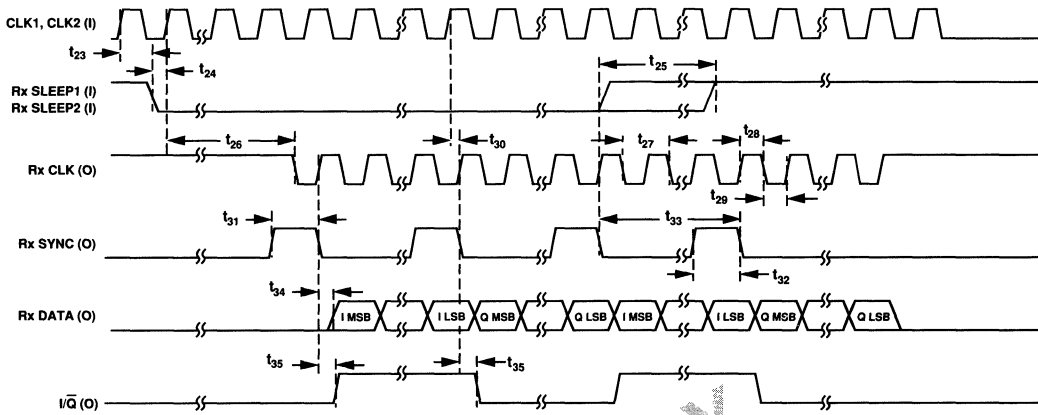 CLK1, CLK2 (I)
t23
t24
t25
Rx SLEEP1 (I)
Rx SLEEP2 (I)
t26
t30
t27
t28
Rx CLK (O)
t29
t31
t33
Rx SYNC (O)
t32
t34
Rx DATA (O)
I MSB
I LSB
Q MSB
Q LSB
I MSB
I LSB
Q MSB
Q LSB
t35
t35
I/Q̅ (O)